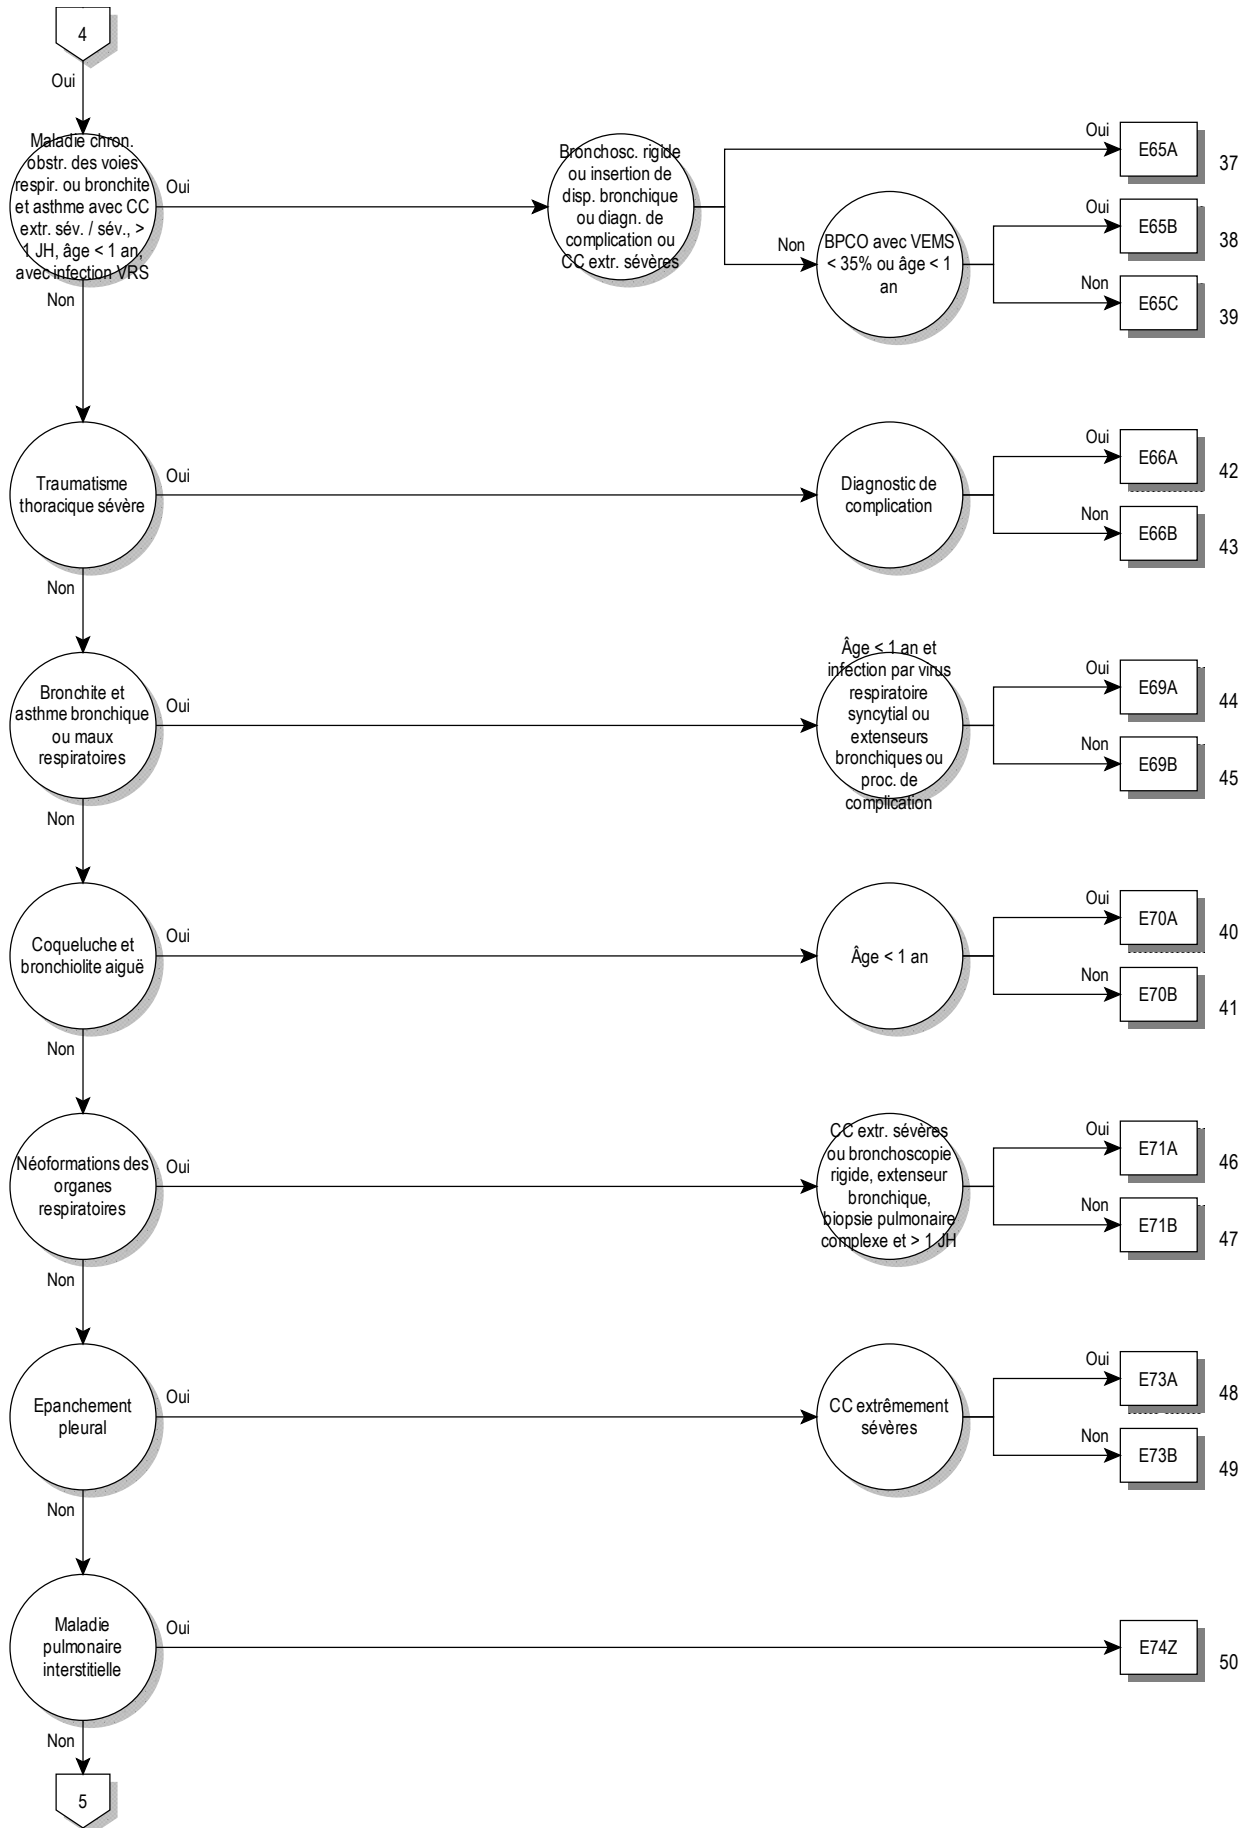 4
Oui
Maladie chron.
obstr. des voies
respir. ou bronchite
et asthme avec CC
extr. sév. / sév., >
1 JH, âge < 1 an,
avec infection VRS
Oui
Bronchosc. rigide
ou insertion de
disp. bronchique
ou diagn. de
complication ou
CC extr. sévères
Oui
E65A
37
Non
BPCO avec VEMS
< 35% ou âge < 1
an
Oui
E65B
38
Non
E65C
39
Non
Traumatisme
thoracique sévère
Oui
Diagnostic de
complication
Oui
E66A
42
Non
E66B
43
Non
Bronchite et
asthme bronchique
ou maux
respiratoires
Oui
Âge < 1 an et
infection par virus
respiratoire
syncytial ou
extenseurs
bronchiques ou
proc. de
complication
Oui
E69A
44
Non
E69B
45
Non
Coqueluche et
bronchiolite aiguë
Oui
Âge < 1 an
Oui
E70A
40
Non
E70B
41
Non
Néoformations des
organes
respiratoires
Oui
CC extr. sévères
ou bronchoscopie
rigide, extenseur
bronchique,
biopsie pulmonaire
complexe et > 1 JH
Oui
E71A
46
Non
E71B
47
Non
Epanchement
pleural
Oui
CC extrêmement
sévères
Oui
E73A
48
Non
E73B
49
Non
Maladie
pulmonaire
interstitielle
Oui
E74Z
50
Non
5